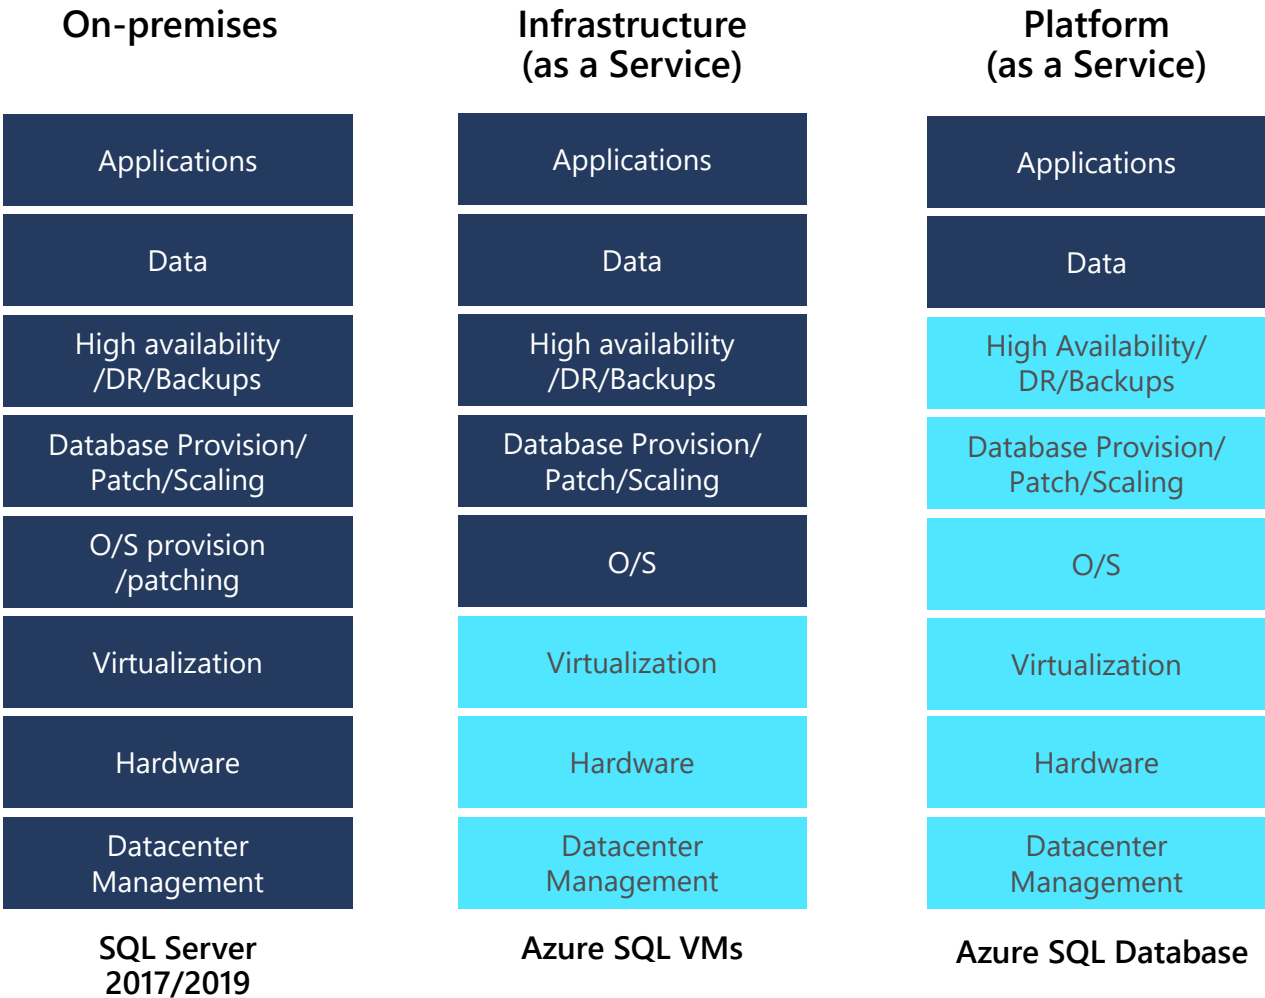 On-premises
SQL Server
2017/2019
Applications
Data
High availability
/DR/Backups
Database Provision/
Patch/Scaling
O/S provision
/patching
Virtualization
Hardware
Datacenter
Management
Infrastructure
(as a Service)
Applications
Data
High availability
/DR/Backups
Database Provision/
Patch/Scaling
O/S
Virtualization
Hardware
Datacenter
Management
Azure SQL VMs
Platform
(as a Service)
Applications
Data
High Availability/
DR/Backups
Database Provision/
Patch/Scaling
O/S
Virtualization
Hardware
Datacenter
Management
Azure SQL Database